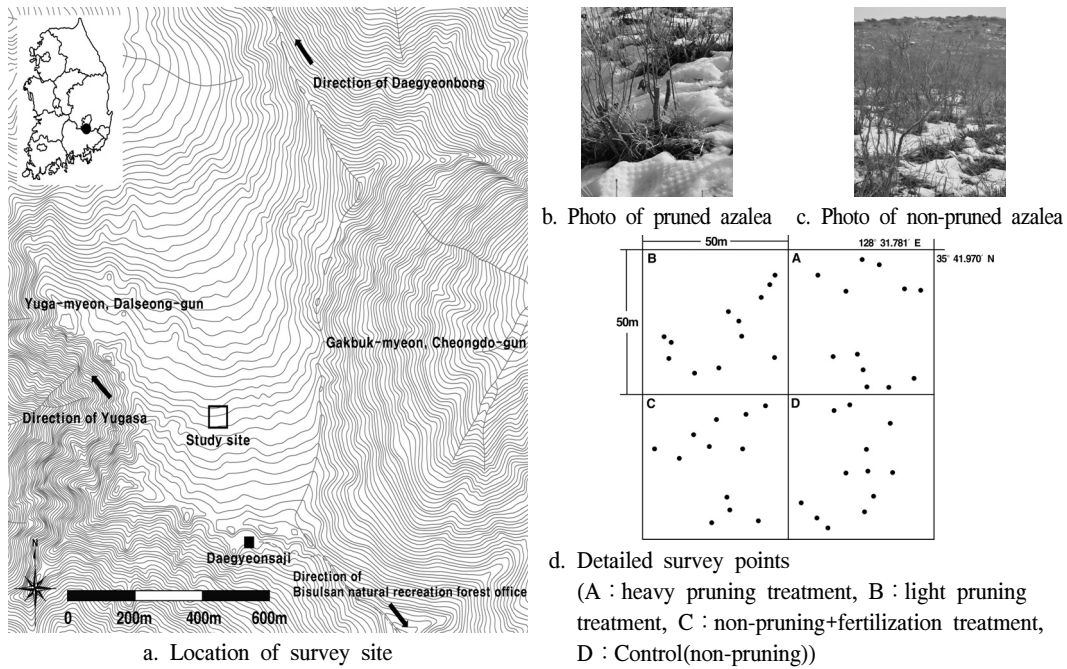 Direction of Daegyeonbong
Yuga-myeon, Dalseong-gun
Gakbuk-myeon, Cheongdo-gun
Direction of Yugasa
Study site
Daegyeonsaji
Direction of
Bisulsan natural recreation forest office
N
0 200m 400m 600m
a. Location of survey site
b. Photo of pruned azalea
c. Photo of non-pruned azalea
50m
128° 31.781′ E
35° 41.970′ N
50m
B
A
C
D
d. Detailed survey points
(A : heavy pruning treatment, B : light pruning
treatment, C : non-pruning+fertilization treatment,
D : Control(non-pruning))